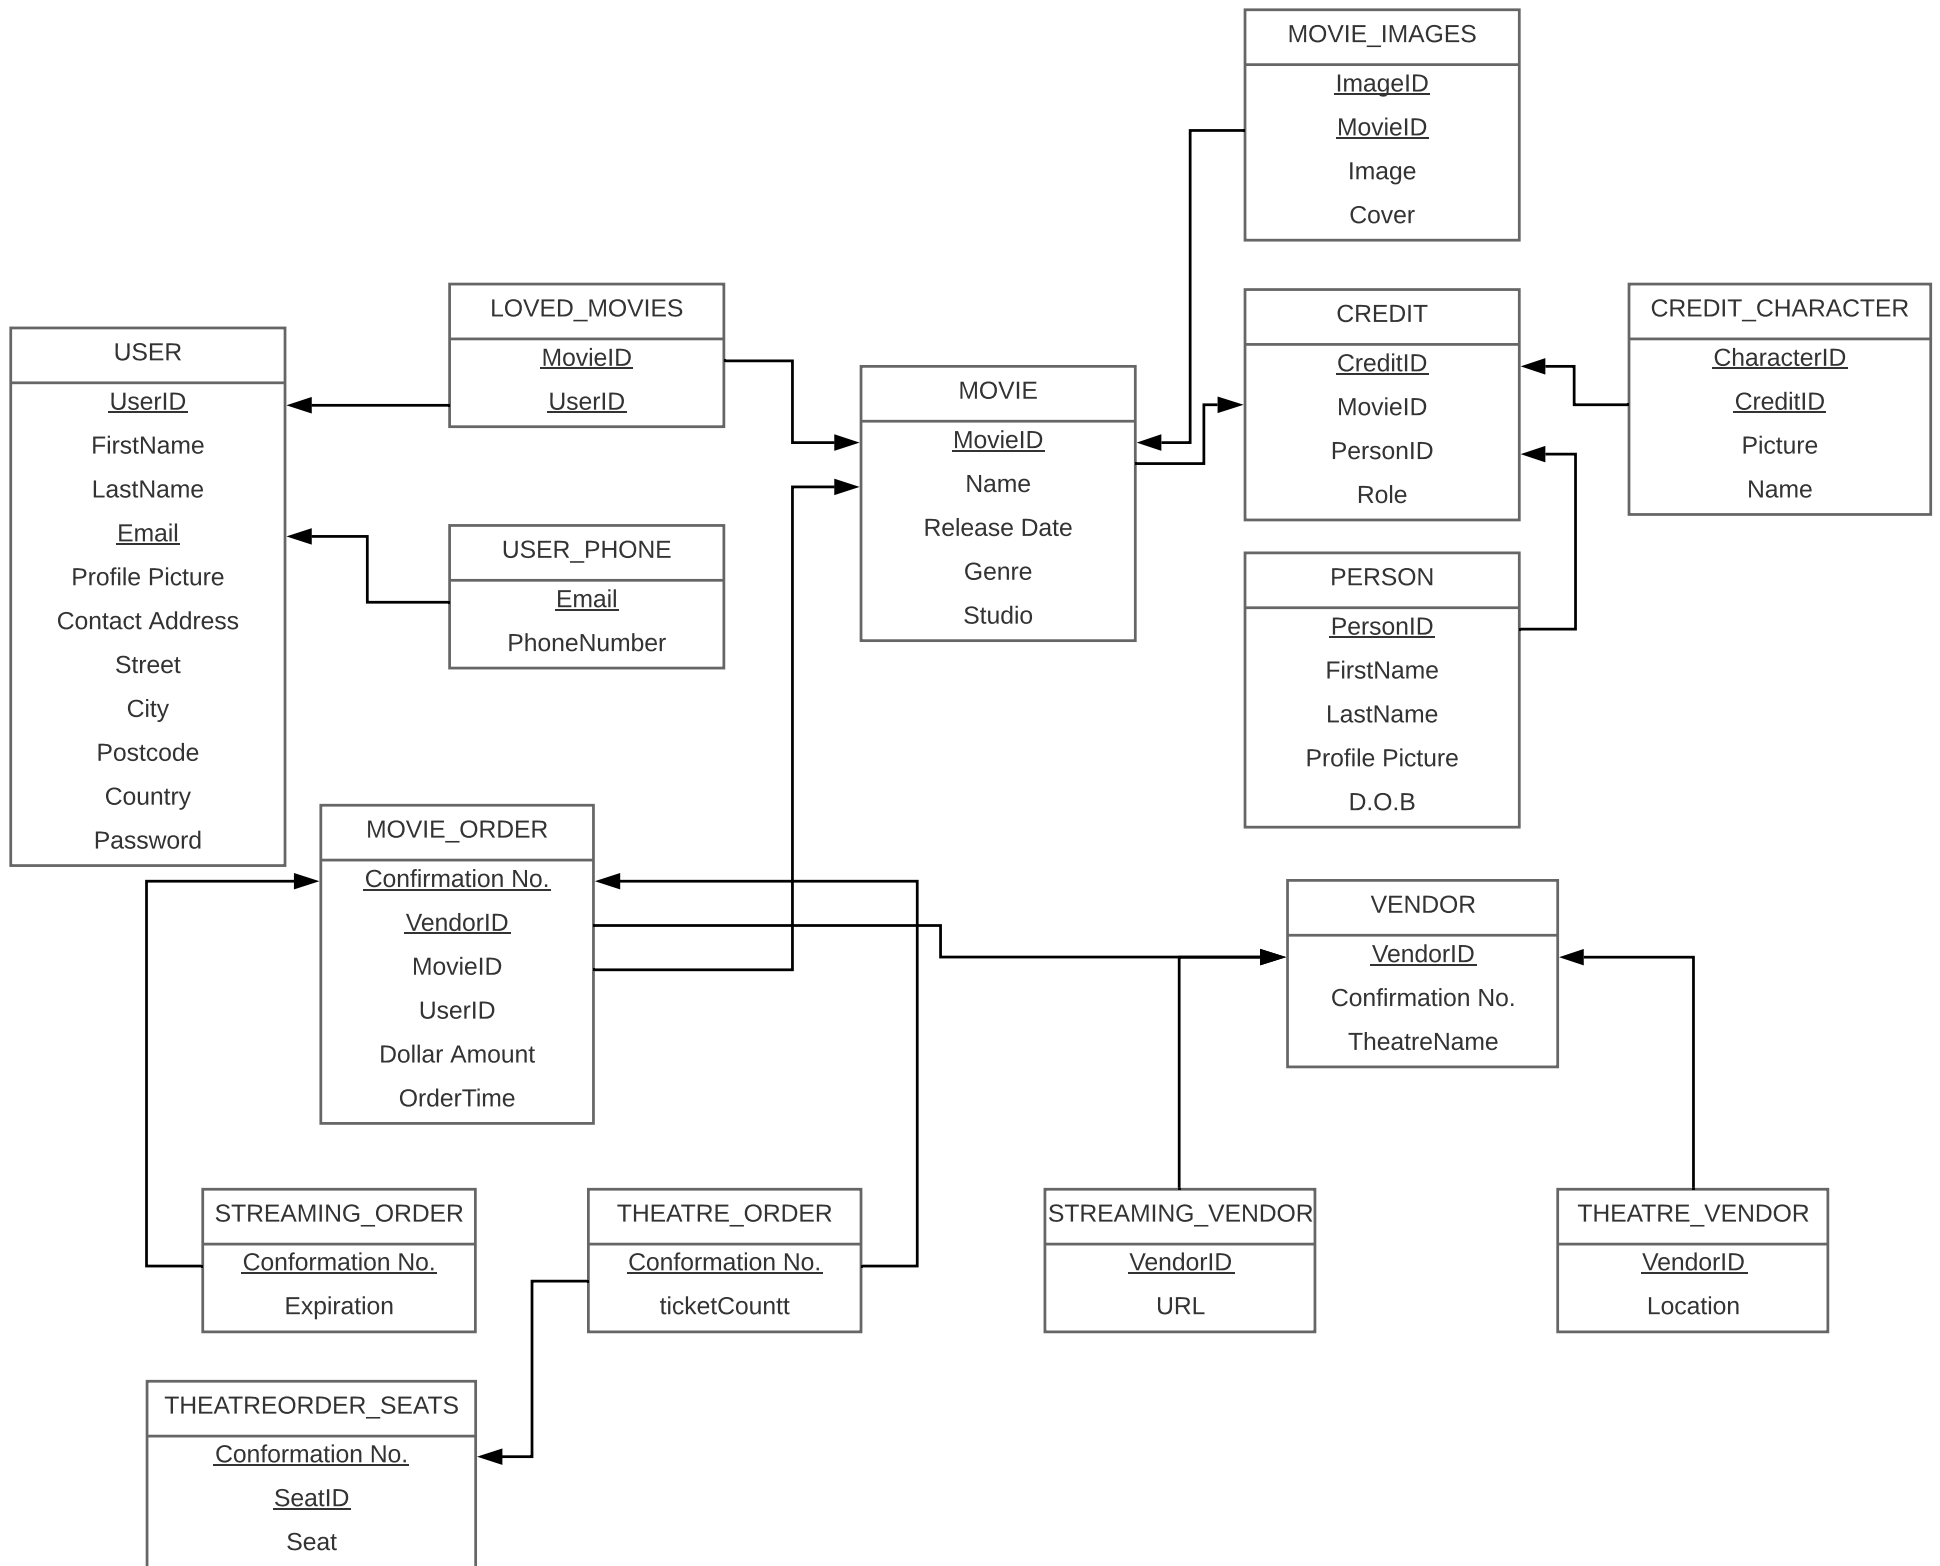 MOVIE_IMAGES
ImageID
MovieID
Image
Cover
LOVED_MOVIES
MovieID
UserID
CREDIT
CreditID
MovieID
PersonID
Role
CREDIT_CHARACTER
CharacterID
CreditID
Picture
Name
USER
UserID
FirstName
LastName
Email
Profile Picture
Contact Address
Street
City
Postcode
Country
Password
MOVIE
MovieID
Name
Release Date
Genre
Studio
USER_PHONE
Email
PhoneNumber
PERSON
PersonID
FirstName
LastName
Profile Picture
D.O.B
MOVIE_ORDER
Confirmation No.
VendorID
MovieID
UserID
Dollar Amount
OrderTime
VENDOR
VendorID
Confirmation No.
TheatreName
STREAMING_ORDER
Conformation No.
Expiration
THEATRE_ORDER
Conformation No.
ticketCountt
STREAMING_VENDOR
VendorID
URL
THEATRE_VENDOR
VendorID
Location
THEATREORDER_SEATS
Conformation No.
SeatID
Seat